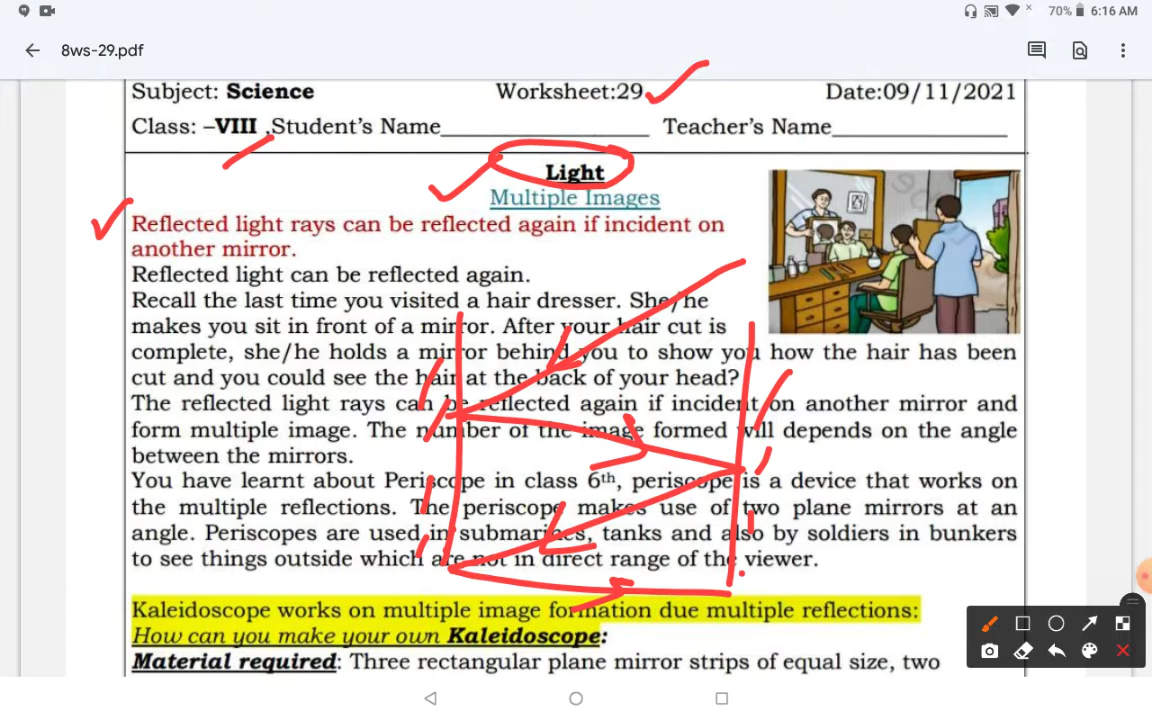 70% 6:16 AM
8ws-29.pdf
Subject: Science Worksheet:29 Date:09/11/2021
Class: –VIII ,Student's Name______________ Teacher's Name______________
Light
Multiple Images
Reflected light rays can be reflected again if incident on
another mirror.
Reflected light can be reflected again.
Recall the last time you visited a hair dresser. She/he
makes you sit in front of a mirror. After your hair cut is
complete, she/he holds a mirror behind you to show you how the hair has been
cut and you could see the hair at the back of your head?
The reflected light rays can be reflected again if incident on another mirror and
form multiple image. The number of the image formed will depends on the angle
between the mirrors.
You have learnt about Periscope in class 6th, periscope is a device that works on
the multiple reflections. The periscope makes use of two plane mirrors at an
angle. Periscopes are used in submarines, tanks and also by soldiers in bunkers
to see things outside which are not in direct range of the viewer.
Kaleidoscope works on multiple image formation due multiple reflections:
How can you make your own Kaleidoscope:
Material required: Three rectangular plane mirror strips of equal size, two